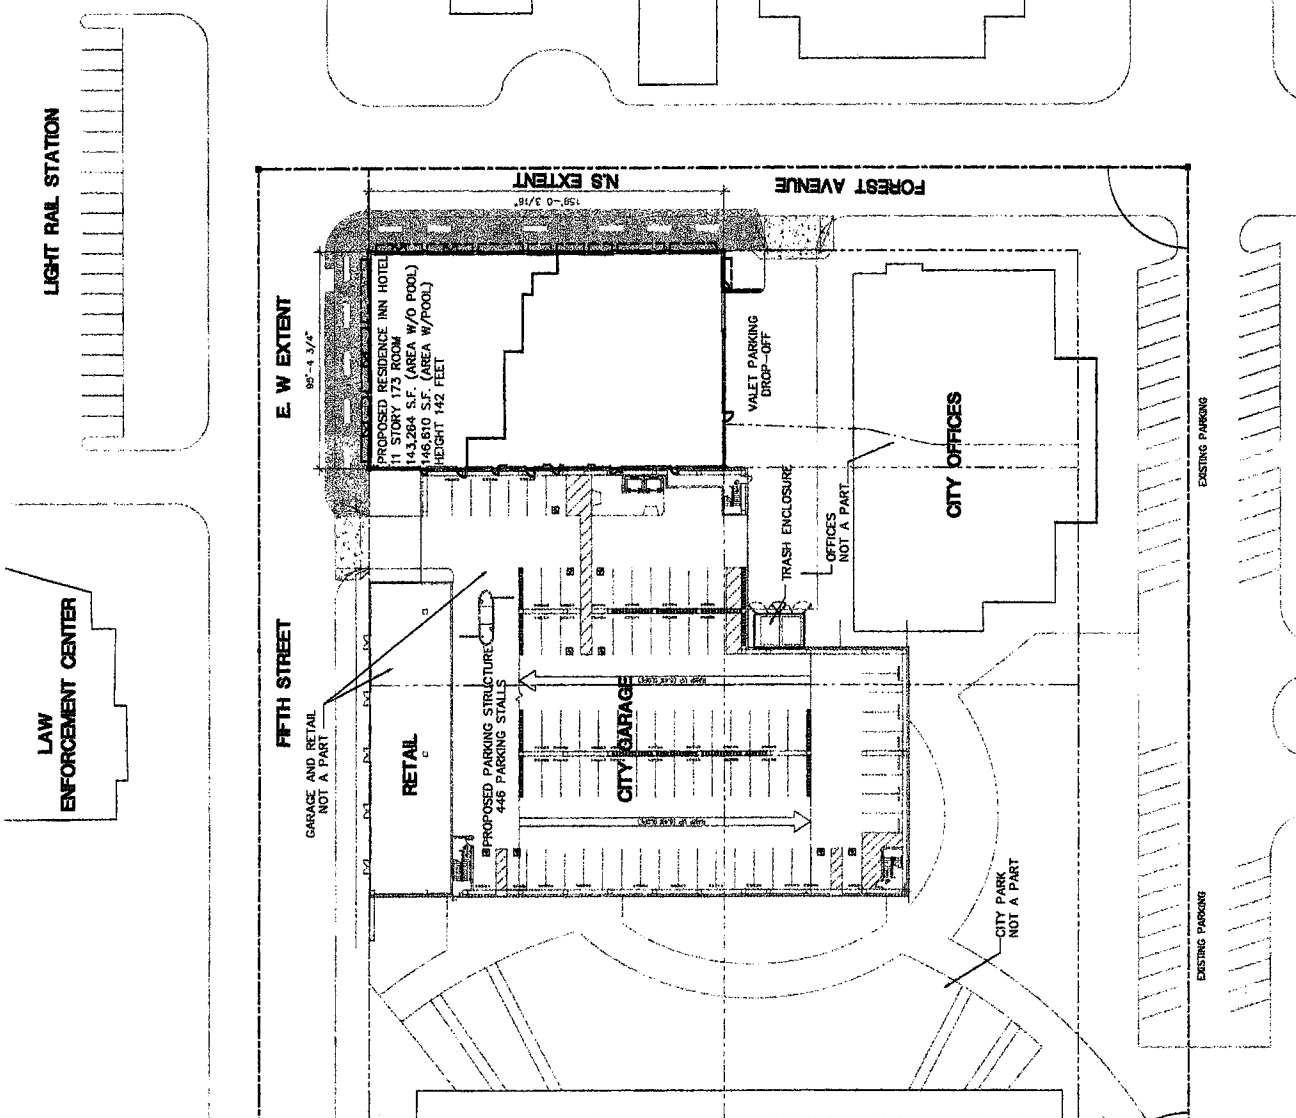 LIGHT RAIL STATION
N.S EXTENT
FOREST AVENUE
158'-0 3/16"
E. W EXTENT
95'-4 3/4"
PROPOSED RESIDENCE INN HOTEL
11 STORY 173 ROOM
143,264 S.F. (AREA W/O POOL)
146,610 S.F. (AREA W/POOL)
HEIGHT 142 FEET
VALET PARKING
DROP-OFF
CITY OFFICES
EXISTING PARKING
TRASH ENCLOSURE
OFFICES
NOT A PART
LAW
ENFORCEMENT CENTER
FIFTH STREET
GARAGE AND RETAIL
NOT A PART
RETAIL
PROPOSED PARKING STRUCTURE
446 PARKING STALLS
CITY GARAGE
CITY PARK
NOT A PART
EXISTING PARKING